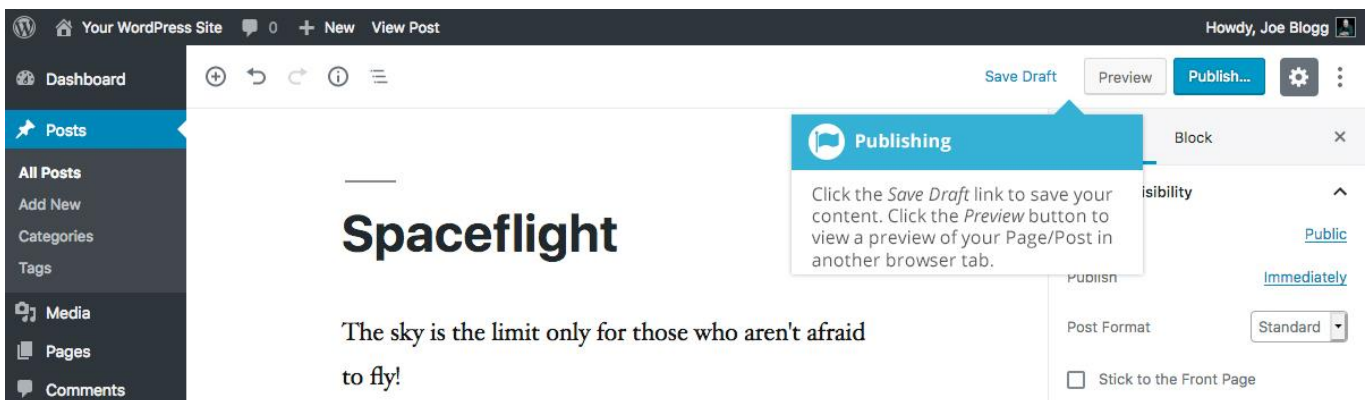 Your WordPress Site 0 + New View Post Howdy, Joe Blogg
Dashboard Save Draft Preview Publish...
Posts
All Posts
Add New
Categories
Tags
Media
Pages
Comments
Spaceflight
The sky is the limit only for those who aren't afraid
to fly!
Publishing
Click the Save Draft link to save your
content. Click the Preview button to
view a preview of your Page/Post in
another browser tab.
Block ×
isibility
Public
Publish Immediately
Post Format Standard
Stick to the Front Page